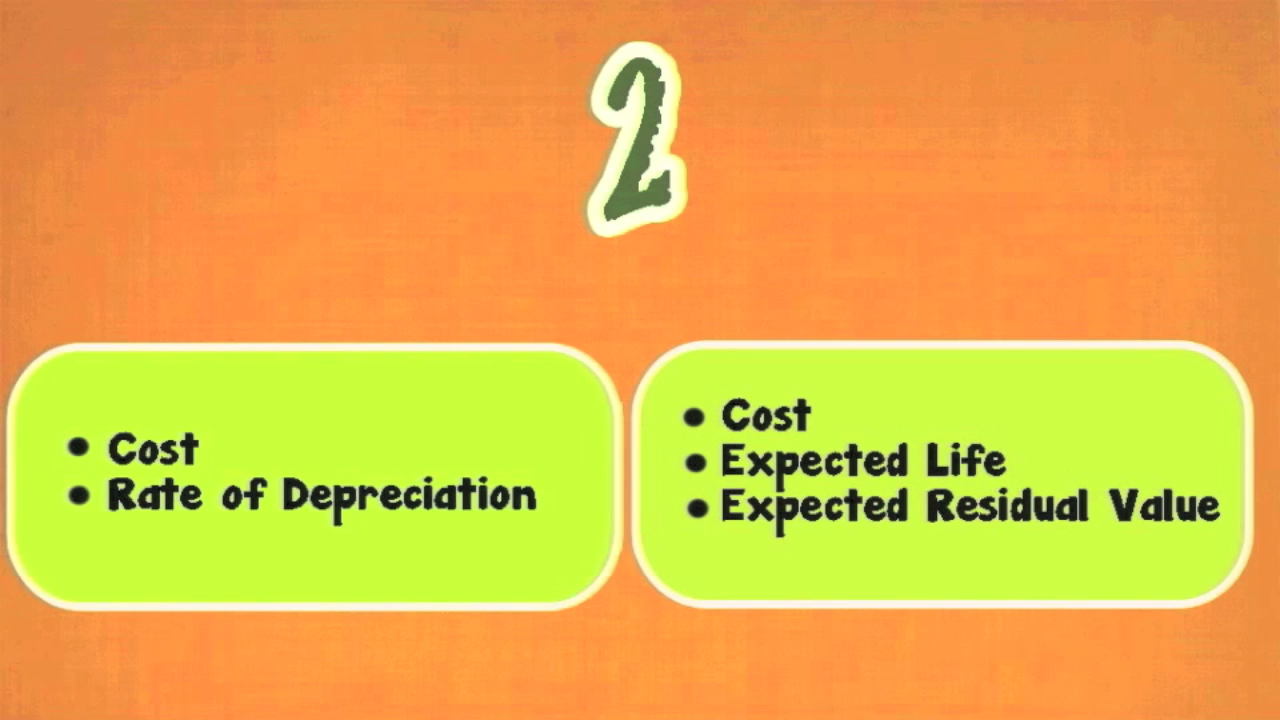 2
• Cost
• Rate of Depreciation
• Cost
• Expected Life
• Expected Residual Value